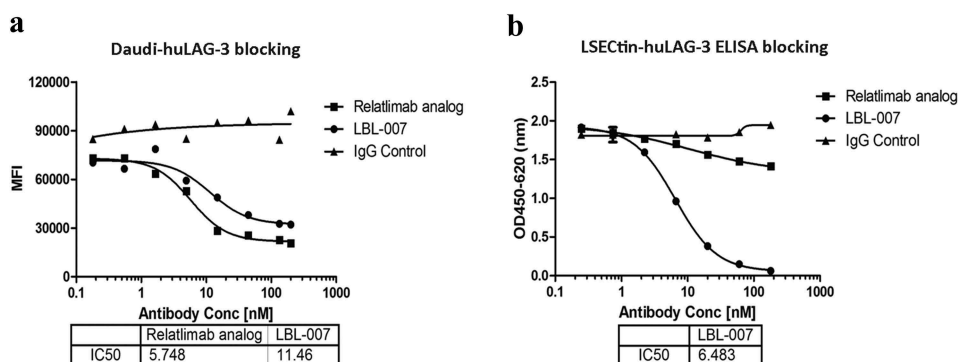 a
Daudi-huLAG-3 blocking
120000
90000
60000
30000
0
MFI
0.1
1
10
100
1000
Antibody Conc [nM]
Relatlimab analog
LBL-007
IgG Control
Relatlimab analog LBL-007
IC50 5.748 11.46
b
LSECtin-huLAG-3 ELISA blocking
2.5
2.0
1.5
1.0
0.5
0.0
OD450-620 (nm)
0.1
1
10
100
1000
Antibody Conc [nM]
Relatlimab analog
LBL-007
IgG Control
LBL-007
IC50 6.483